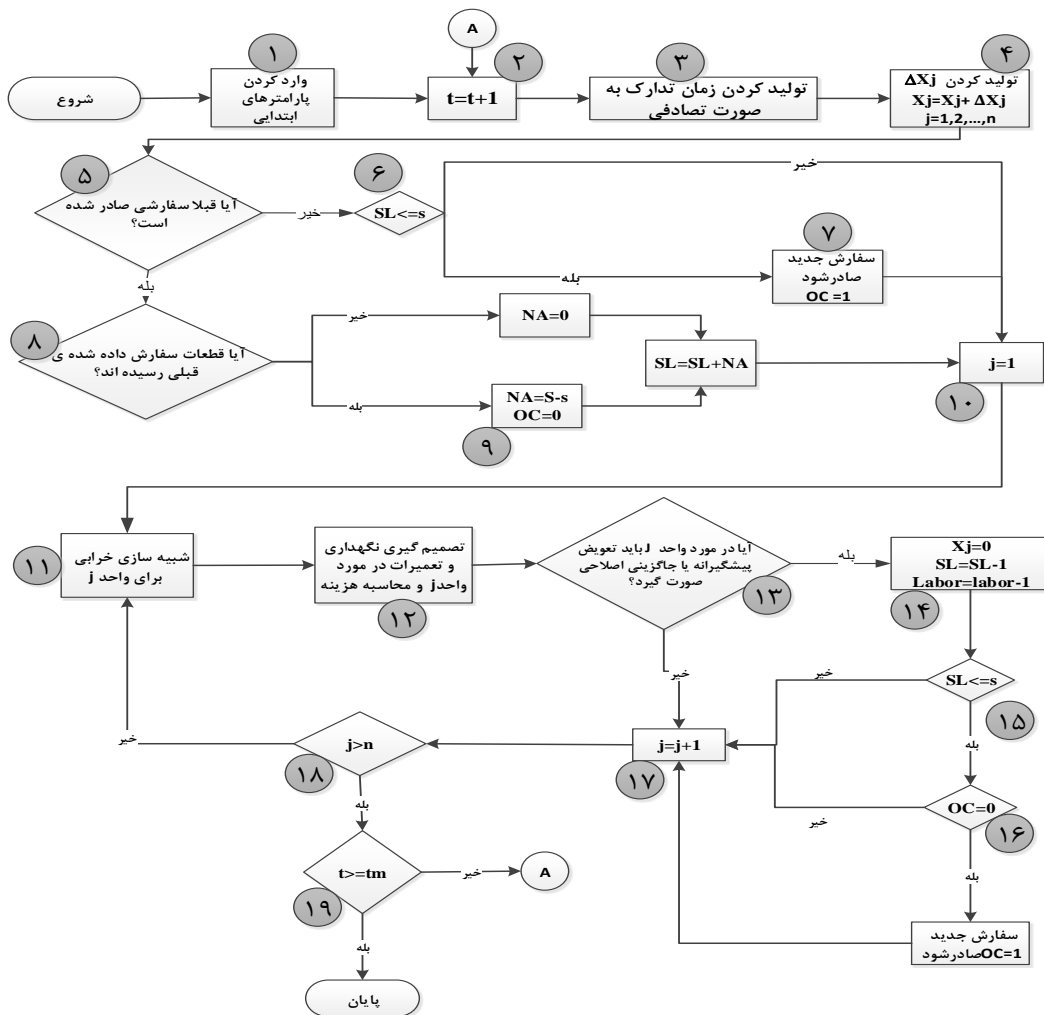 A
۱
۲
۳
۴
شروع
وارد کردن
پارامترهای
ابتدایی
t=t+1
تولید کردن زمان تدارک به
صورت تصادفی
تولید کردن ΔXj
Xj=Xj+ ΔXj
j=1,2,...,n
۵
آیا قبلا سفارشی صادر شده
است؟
خیر
۶
SL<=s
خیر
بله
۷
سفارش جدید
صادرشود
OC =1
بله
۸
آیا قطعات سفارش داده شده ی
قبلی رسیده اند؟
خیر
NA=0
بله
NA=S-s
OC=0
۹
SL=SL+NA
j=1
۱۰
۱۱
شبیه سازی خرابی
برای واحد j
تصمیم گیری نگهداری
و تعمیرات در مورد
واحدj و محاسبه هزینه
۱۲
آیا در مورد واحد J باید تعویض
پیشگیرانه یا جاگزینی اصلاحی
صورت گیرد؟
۱۳
بله
خیر
Xj=0
SL=SL-1
Labor=labor-1
۱۴
SL<=s
خیر
۱۵
بله
j=j+1
۱۷
j>n
خیر
۱۸
بله
OC=0
خیر
۱۶
بله
t>=tm
خیر
A
۱۹
بله
سفارش جدید
صادرشودOC=1
پایان